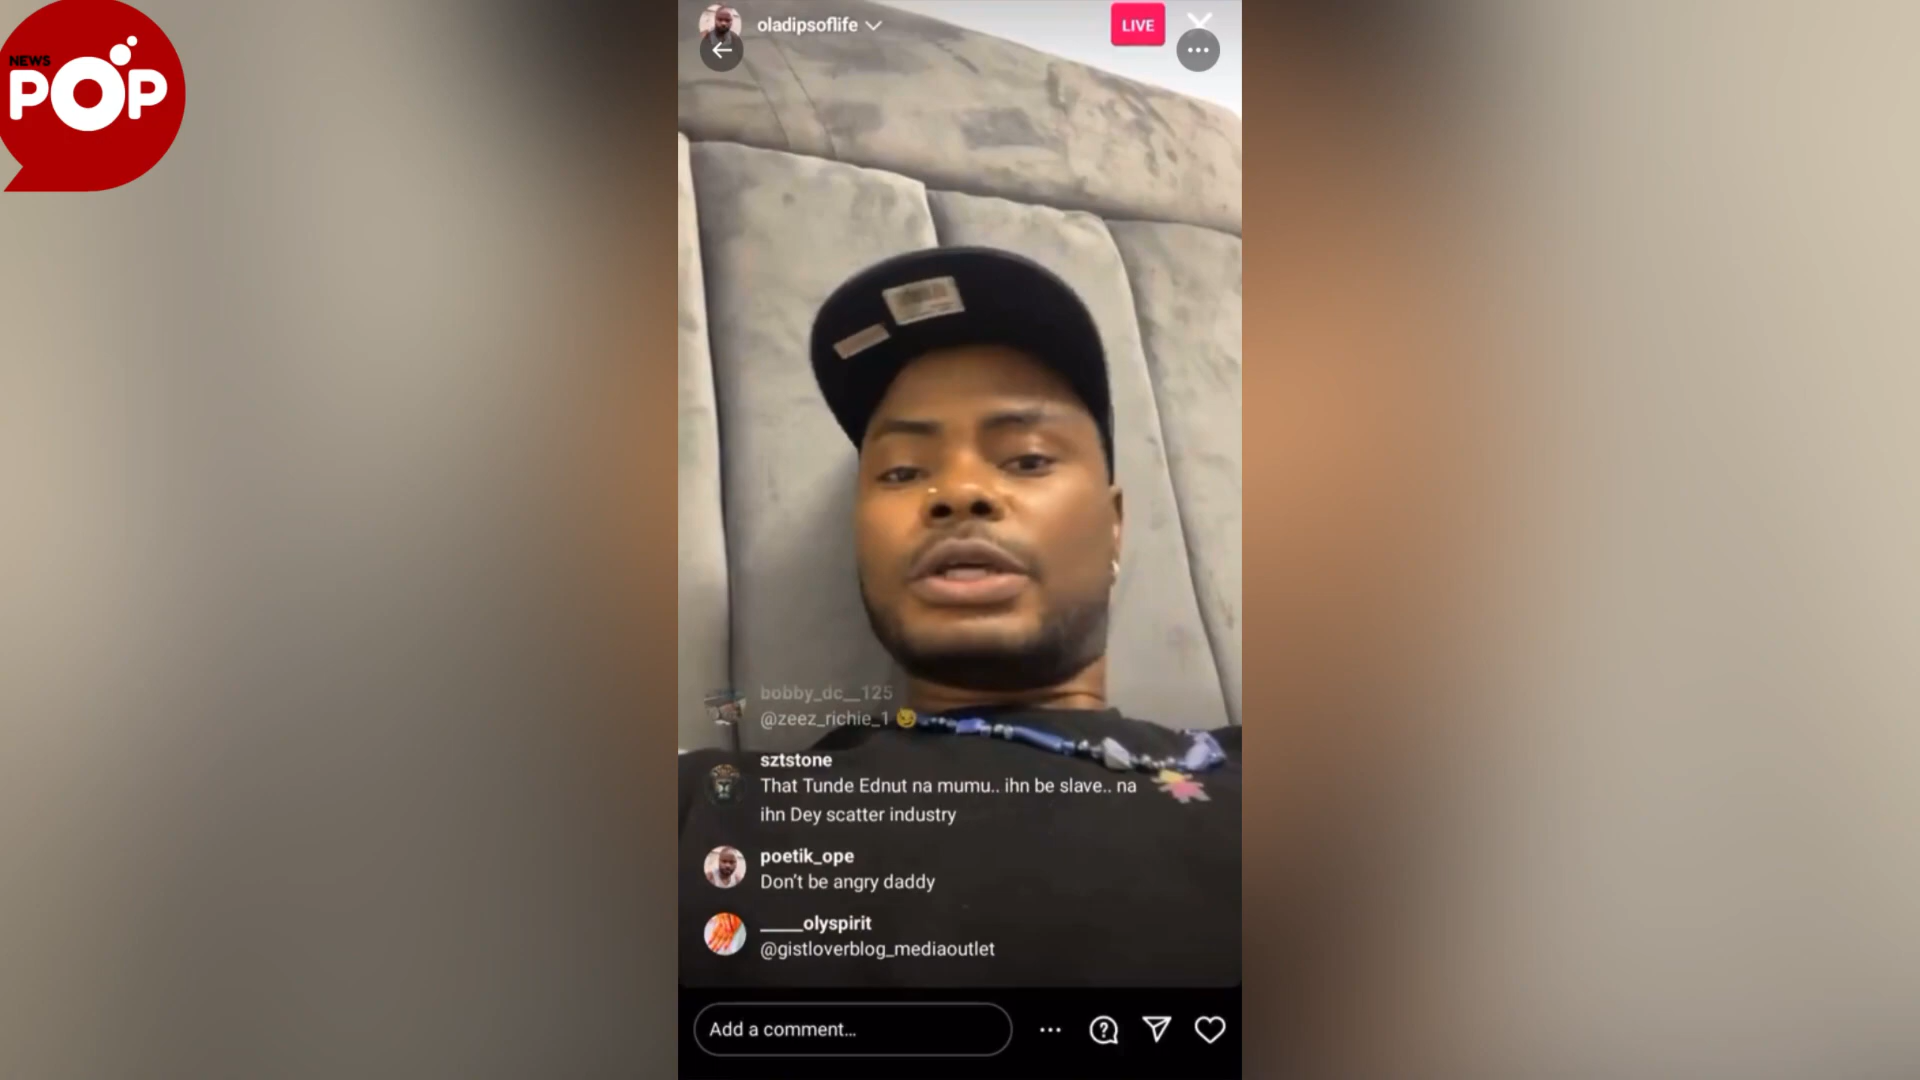 NEWS
POP
oladipsoflife
LIVE
bobby_dc__125
@zeez_richie_1 😏
sztstone
That Tunde Ednut na mumu.. ihn be slave.. na
ihn Dey scatter industry
poetik_ope
Don't be angry daddy
_____olyspirit
@gistloverblog_mediaoutlet
Add a comment...